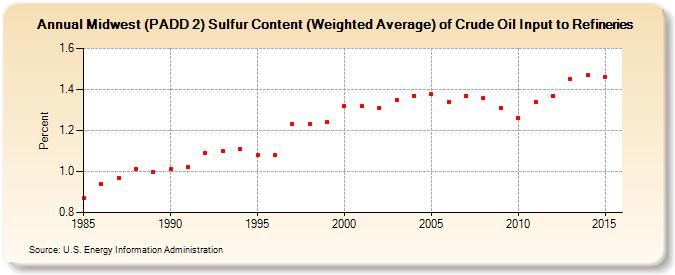 Annual Midwest (PADD 2) Sulfur Content (Weighted Average) of Crude Oil Input to Refineries
Percent
1.6
1.4
1.2
1.0
0.8
1985 1990 1995 2000 2005 2010 2015
Source: U.S. Energy Information Administration